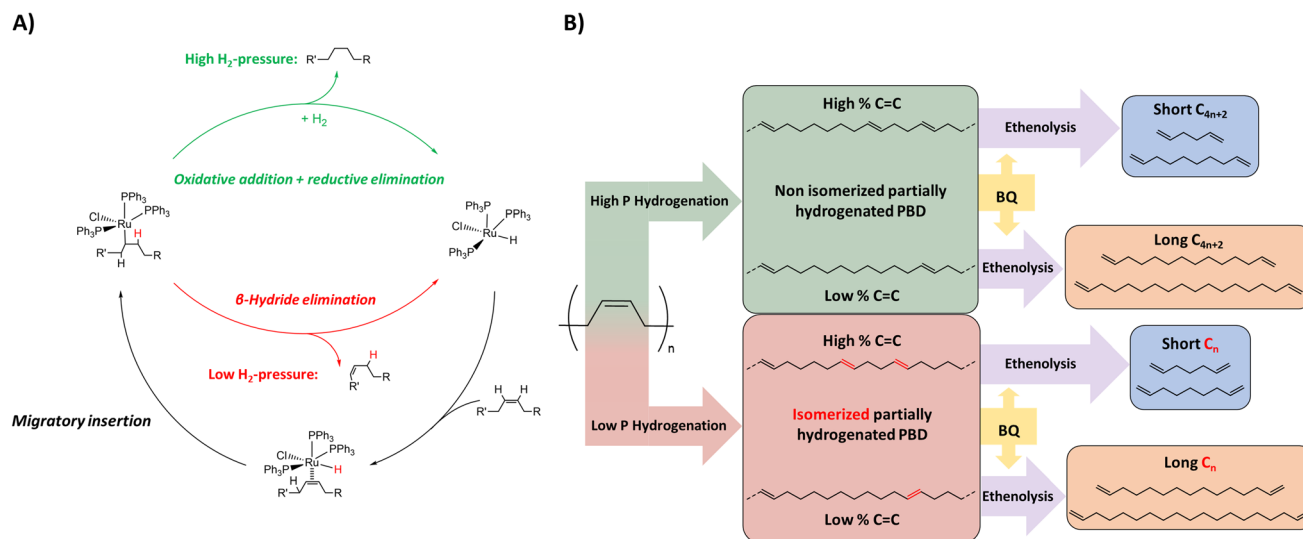 A)
High H₂-pressure:
R'
R
+ H₂
Oxidative addition + reductive elimination
PPh₃
Cl
PPh₃
Ru
Ph₃P
H
R'
R
H
Ph₃P
PPh₃
Cl
Ru
H
Ph₃P
β-Hydride elimination
Low H₂-pressure:
H
R'
R
H
H
R'
R
Migratory insertion
PPh₃
Cl
PPh₃
Ru
Ph₃P
H
H
R'
R
B)
High P Hydrogenation
n
Low P Hydrogenation
High % C=C
Non isomerized partially
hydrogenated PBD
Low % C=C
High % C=C
Isomerized partially
hydrogenated PBD
Low % C=C
Ethenolysis
BQ
Ethenolysis
Ethenolysis
BQ
Ethenolysis
Short C₄ₙ₊₂
Long C₄ₙ₊₂
Short Cₙ
Long Cₙ